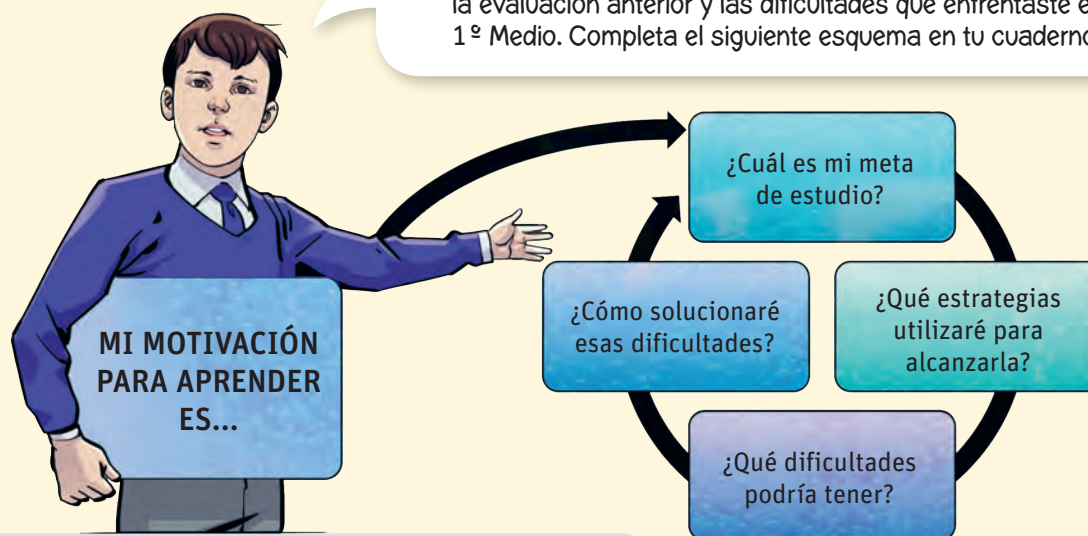 la evaluación anterior y las dificultades que enfrentaste
1º Medio. Completa el siguiente esquema en tu cuaderno
¿Cuál es mi meta
de estudio?
¿Cómo solucionaré
esas dificultades?
¿Qué estrategias
utilizaré para
alcanzarla?
MI MOTIVACIÓN
PARA APRENDER
ES...
¿Qué dificultades
podría tener?